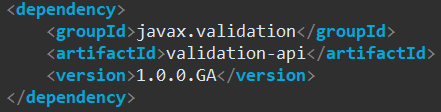 <dependency>
    <groupId>javax.validation</groupId>
    <artifactId>validation-api</artifactId>
    <version>1.0.0.GA</version>
</dependency>